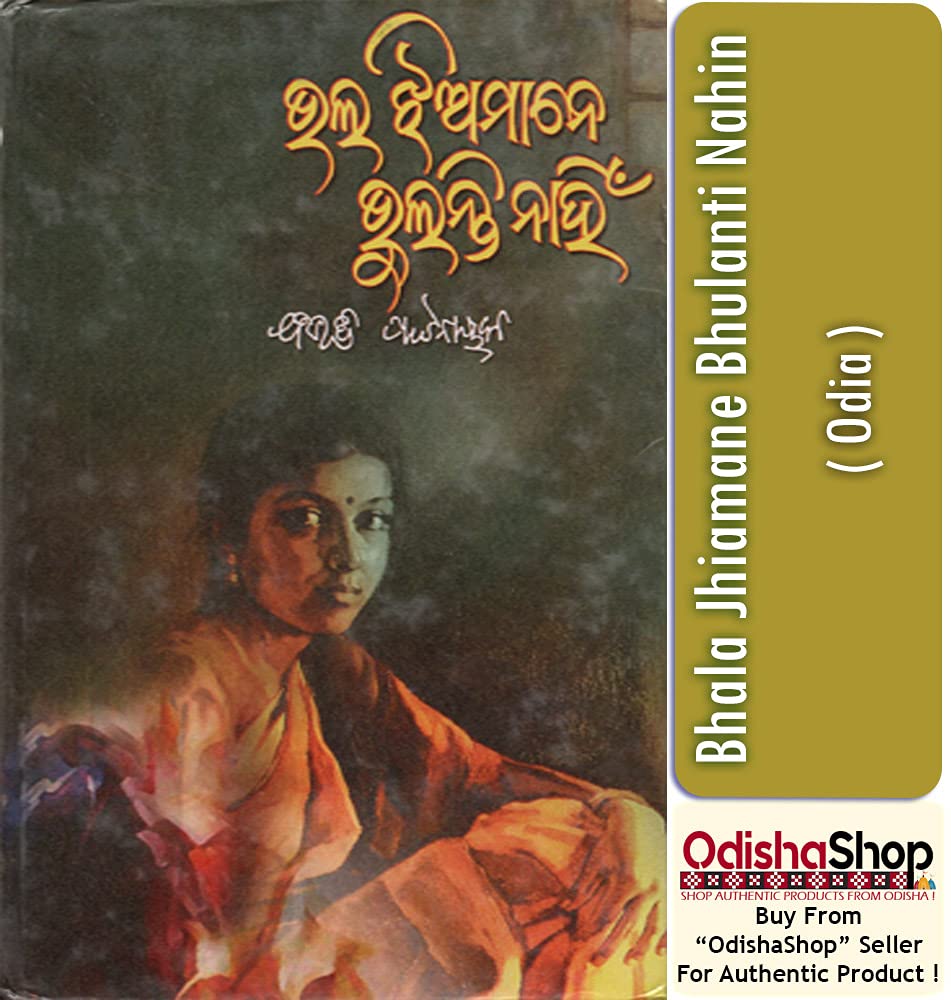 ଭଲ ଝିଅମାନେ
ଭୁଲନ୍ତି ନାହିଁ
Bhala Jhiamane Bhulanti Nahin
( Odia )
OdishaShop
SHOP AUTHENTIC PRODUCTS FROM ODISHA !
Buy From
“OdishaShop” Seller
For Authentic Product !